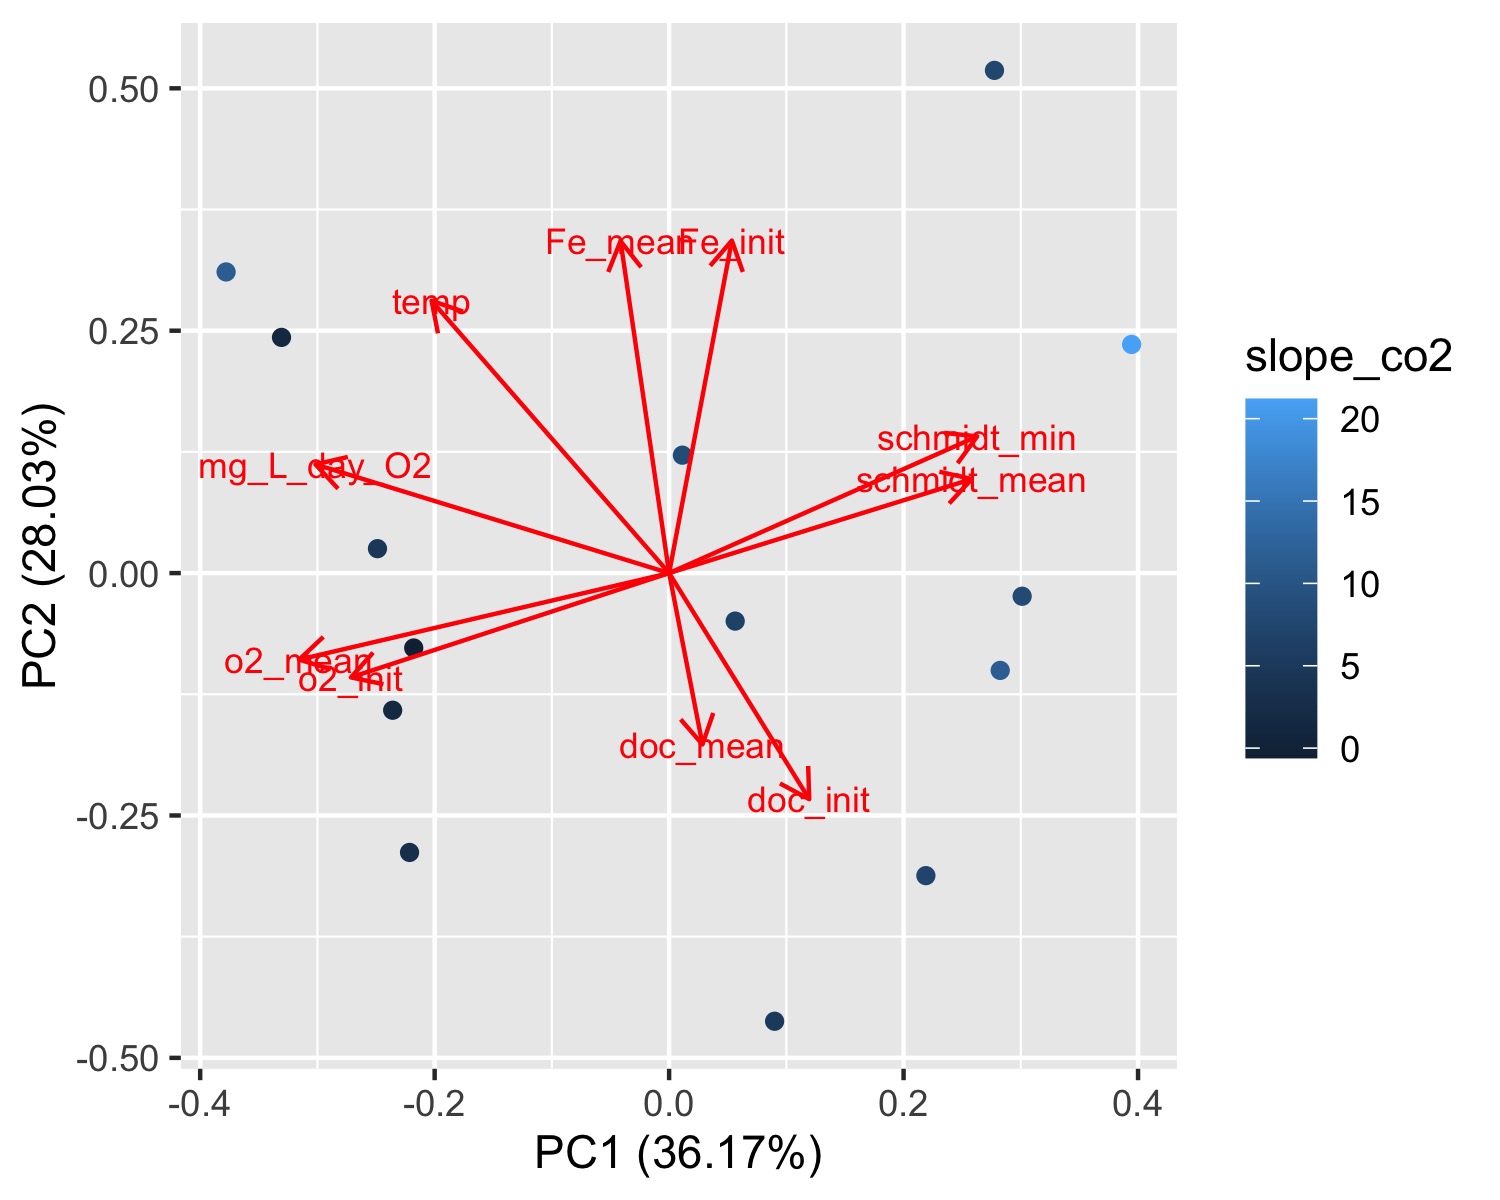 0.50
0.25
0.00
-0.25
-0.50
PC2 (28.03%)
Fe_mean
Fe_init
temp
schmidt_min
mg_L_day_O2
schmidt_mean
o2_mean
o2_init
doc_mean
doc_init
-0.4
-0.2
0.0
0.2
0.4
PC1 (36.17%)
slope_co2
20
15
10
5
0